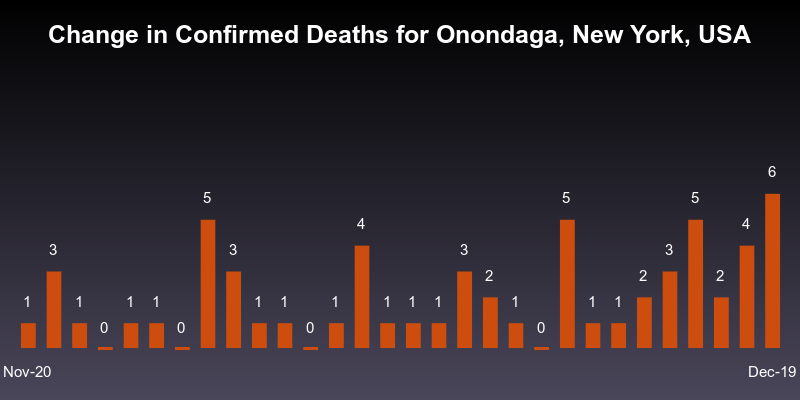 Change in Confirmed Deaths for Onondaga, New York, USA
6
5 5 5
4 4
3 3 3 3
2 2 2
1 1 1 1 1 1 1 1 1 1 1 1 1
0 0 0 0
Nov-20 Dec-19